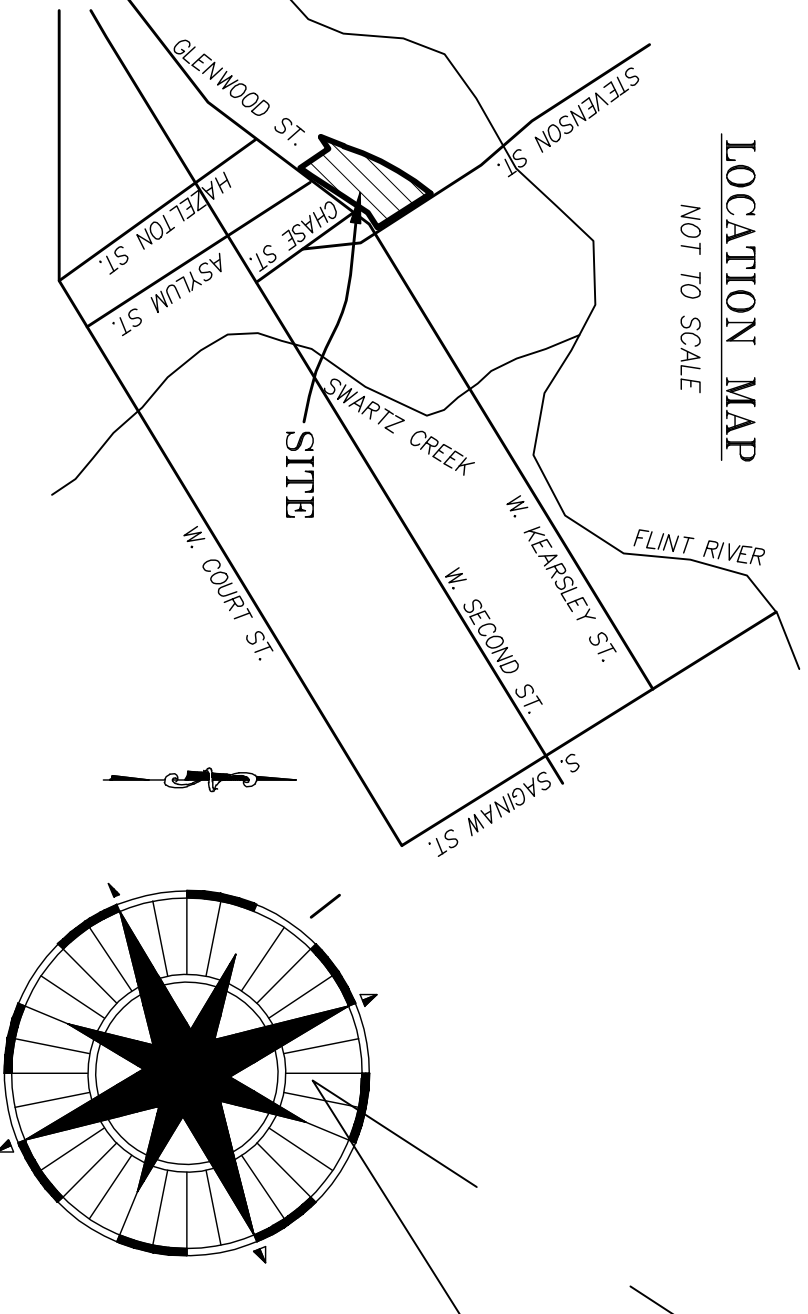 LOCATION MAP
NOT TO SCALE
STEVENSON ST.
GLENWOOD ST.
HAZELTON ST.
ASYLUM ST.
CHASE ST.
SWARTZ CREEK
SITE
FLINT RIVER
W. KEARSLEY ST.
W. SECOND ST.
W. COURT ST.
S. SAGINAW ST.